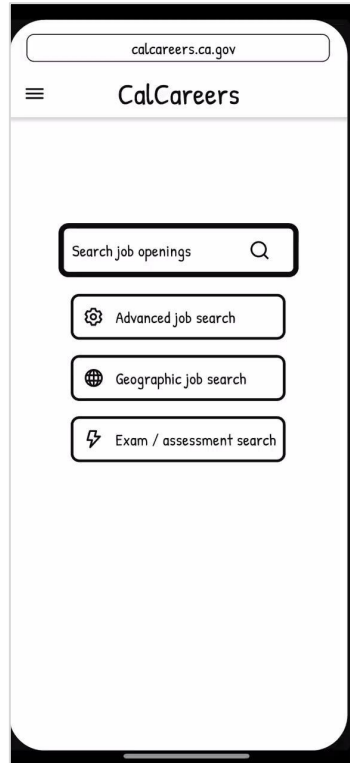 calcareers.ca.gov
CalCareers
Search job openings
Advanced job search
Geographic job search
Exam / assessment search